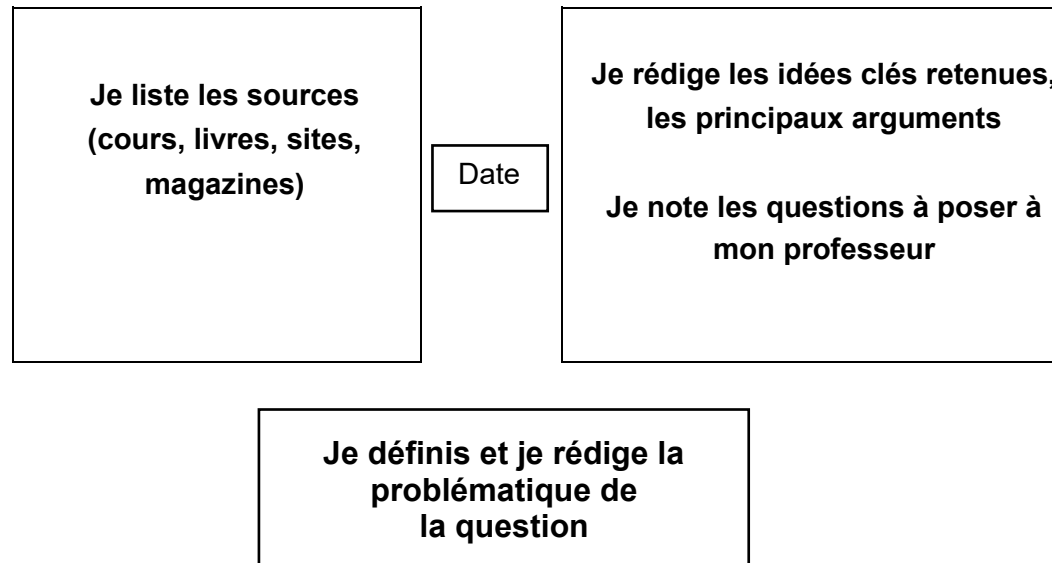 Je liste les sources
(cours, livres, sites,
magazines)
Date
Je rédige les idées clés retenues,
les principaux arguments
Je note les questions à poser à
mon professeur
Je définis et je rédige la
problématique de
la question